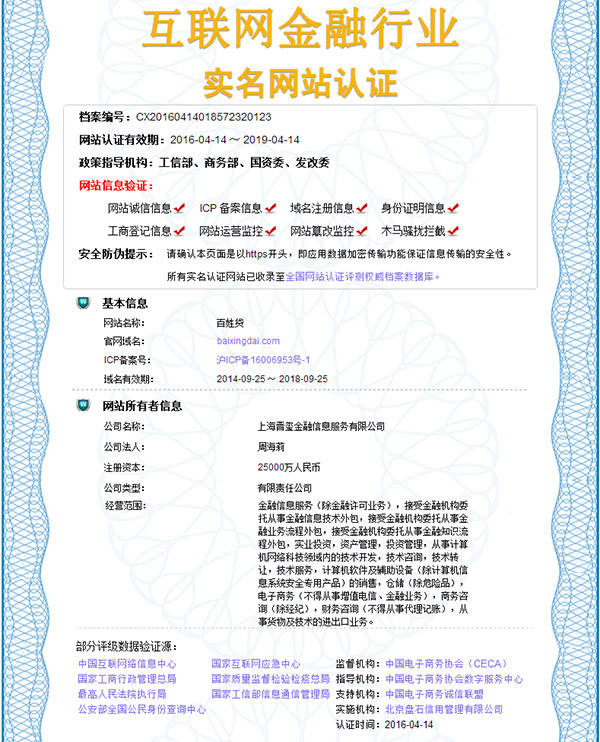 互联网金融行业
实名网站认证
档案编号：CX20160414018572320123
网站认证有效期：2016-04-14 ～ 2019-04-14
政策指导机构：工信部、商务部、国资委、发改委
网站信息验证：
网站诚信信息 ICP 备案信息 域名注册信息 身份证明信息
工商登记信息 网站运营监控 网站篡改监控 木马骚扰拦截
安全防伪提示： 请确认本页面是以https开头，即应用数据加密传输功能保证信息传输的安全性。
所有实名认证网站已收录至全国网站认证评测权威档案数据库。
基本信息
网站名称： 百姓贷
官网域名： baixingdai.com
ICP备案号： 沪ICP备16006953号-1
域名有效期： 2014-09-25 ～ 2018-09-25
网站所有者信息
公司名称： 上海晋玺金融信息服务有限公司
公司法人： 周海莉
注册资本： 25000万人民币
公司类型： 有限责任公司
经营范围： 金融信息服务（除金融许可业务），接受金融机构委
托从事金融信息技术外包，接受金融机构委托从事金
融业务流程外包，接受金融机构委托从事金融知识流
程外包，实业投资，资产管理，投资管理，从事计算
机网络科技领域内的技术开发，技术咨询，技术转
让，技术服务，计算机软件及辅助设备（除计算机信
息系统安全专用产品）的销售，仓储（除危险品），
电子商务（不得从事增值电信、金融业务），商务咨
询（除经纪），财务咨询（不得从事代理记账），从
事货物及技术的进出口业务。
部分评级数据验证源：
中国互联网络信息中心 国家互联网应急中心 监督机构：中国电子商务协会（CECA）
国家工商行政管理总局 国家质量监督检验检疫总局 指导机构：中国电子商务协会数字服务中心
最高人民法院执行局 国家工信部信息通信管理局 支持机构：中国电子商务诚信联盟
公安部全国公民身份查询中心 实施机构：北京盘石信用管理有限公司
认证时间：2016-04-14